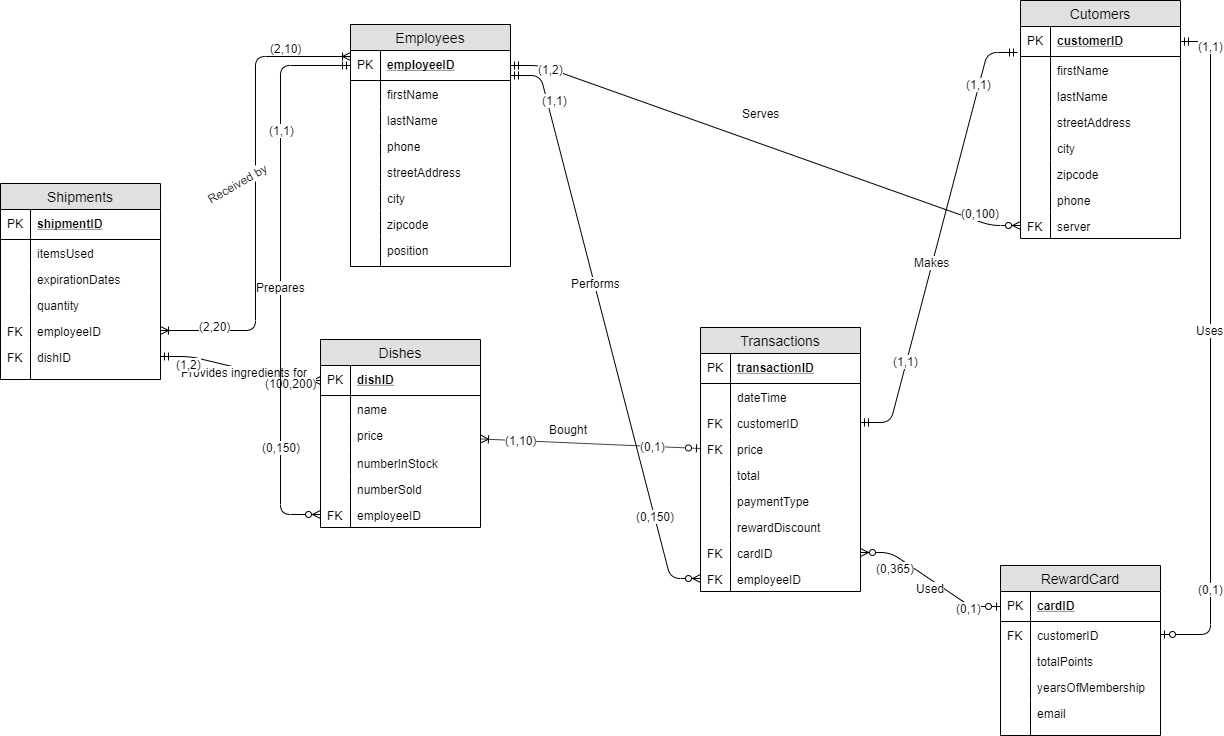 Cutomers
PK customerID
firstName
lastName
streetAddress
city
zipcode
phone
FK server
Employees
PK employeeID
firstName
lastName
phone
streetAddress
city
zipcode
position
Shipments
PK shipmentID
itemsUsed
expirationDates
quantity
FK employeeID
FK dishID
Dishes
PK dishID
name
price
numberInStock
numberSold
FK employeeID
Transactions
PK transactionID
dateTime
FK customerID
FK price
total
paymentType
rewardDiscount
FK cardID
FK employeeID
RewardCard
PK cardID
FK customerID
totalPoints
yearsOfMembership
email
(2,10)
Received by
(2,20)
(1,1)
Prepares
(0,150)
(1,2)
Provides ingredients for
(100,200)
(1,2)
Serves
(0,100)
(1,1)
Performs
(0,150)
(1,10)
Bought
(0,1)
(1,1)
Makes
(1,1)
(0,365)
Used
(0,1)
(1,1)
Uses
(0,1)